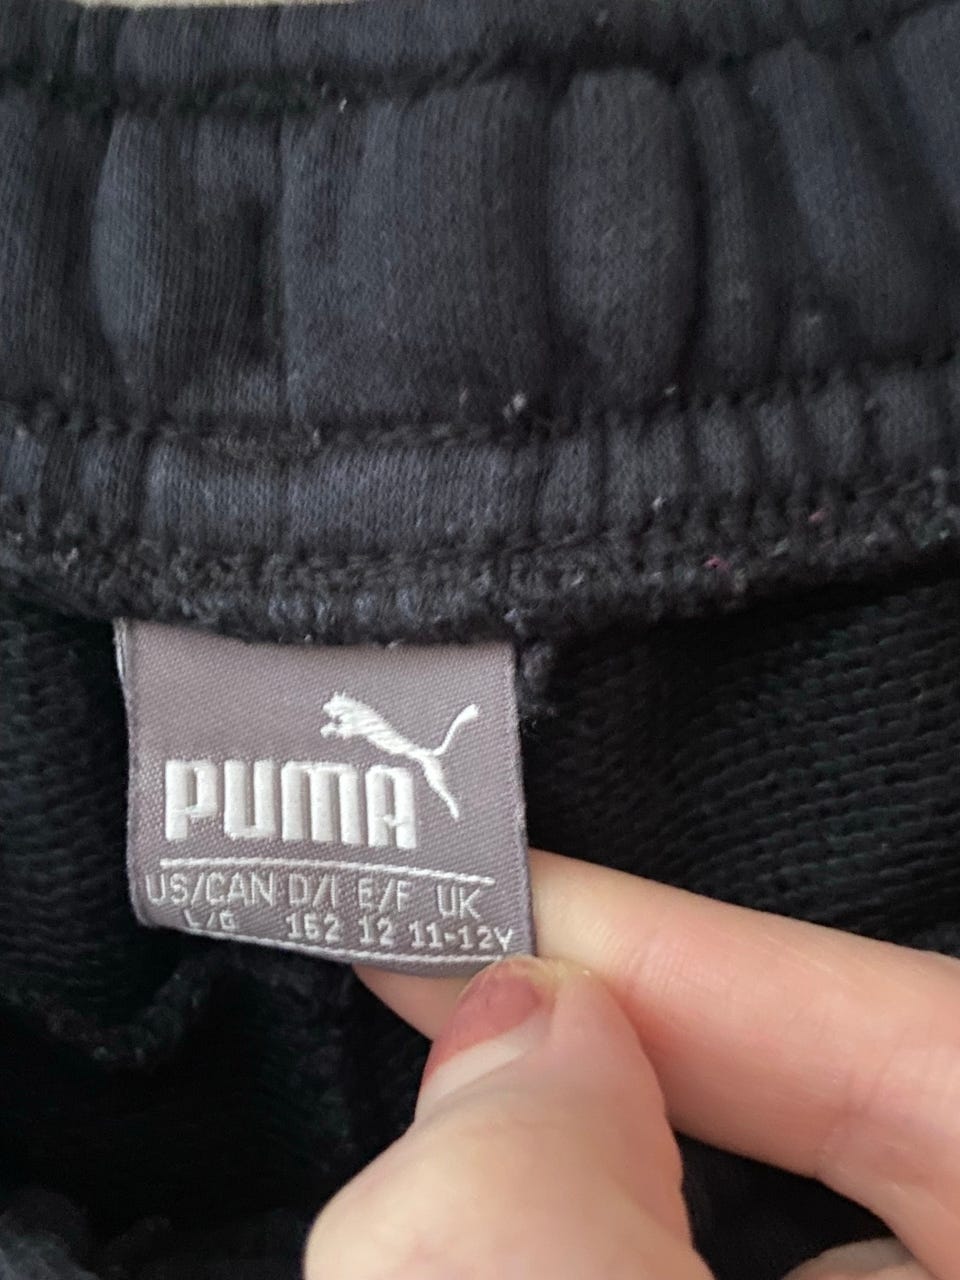 PUMA
US/CAN D/I E/F UK
L/G 152 12 11-12Y